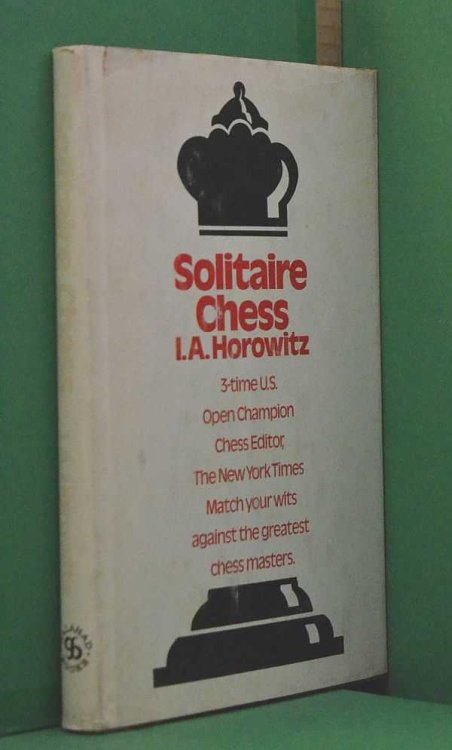 Solitaire
Chess
I.A. Horowitz
3-time U.S.
Open Champion
Chess Editor,
The New York Times
Match your wits
against the greatest
chess masters.